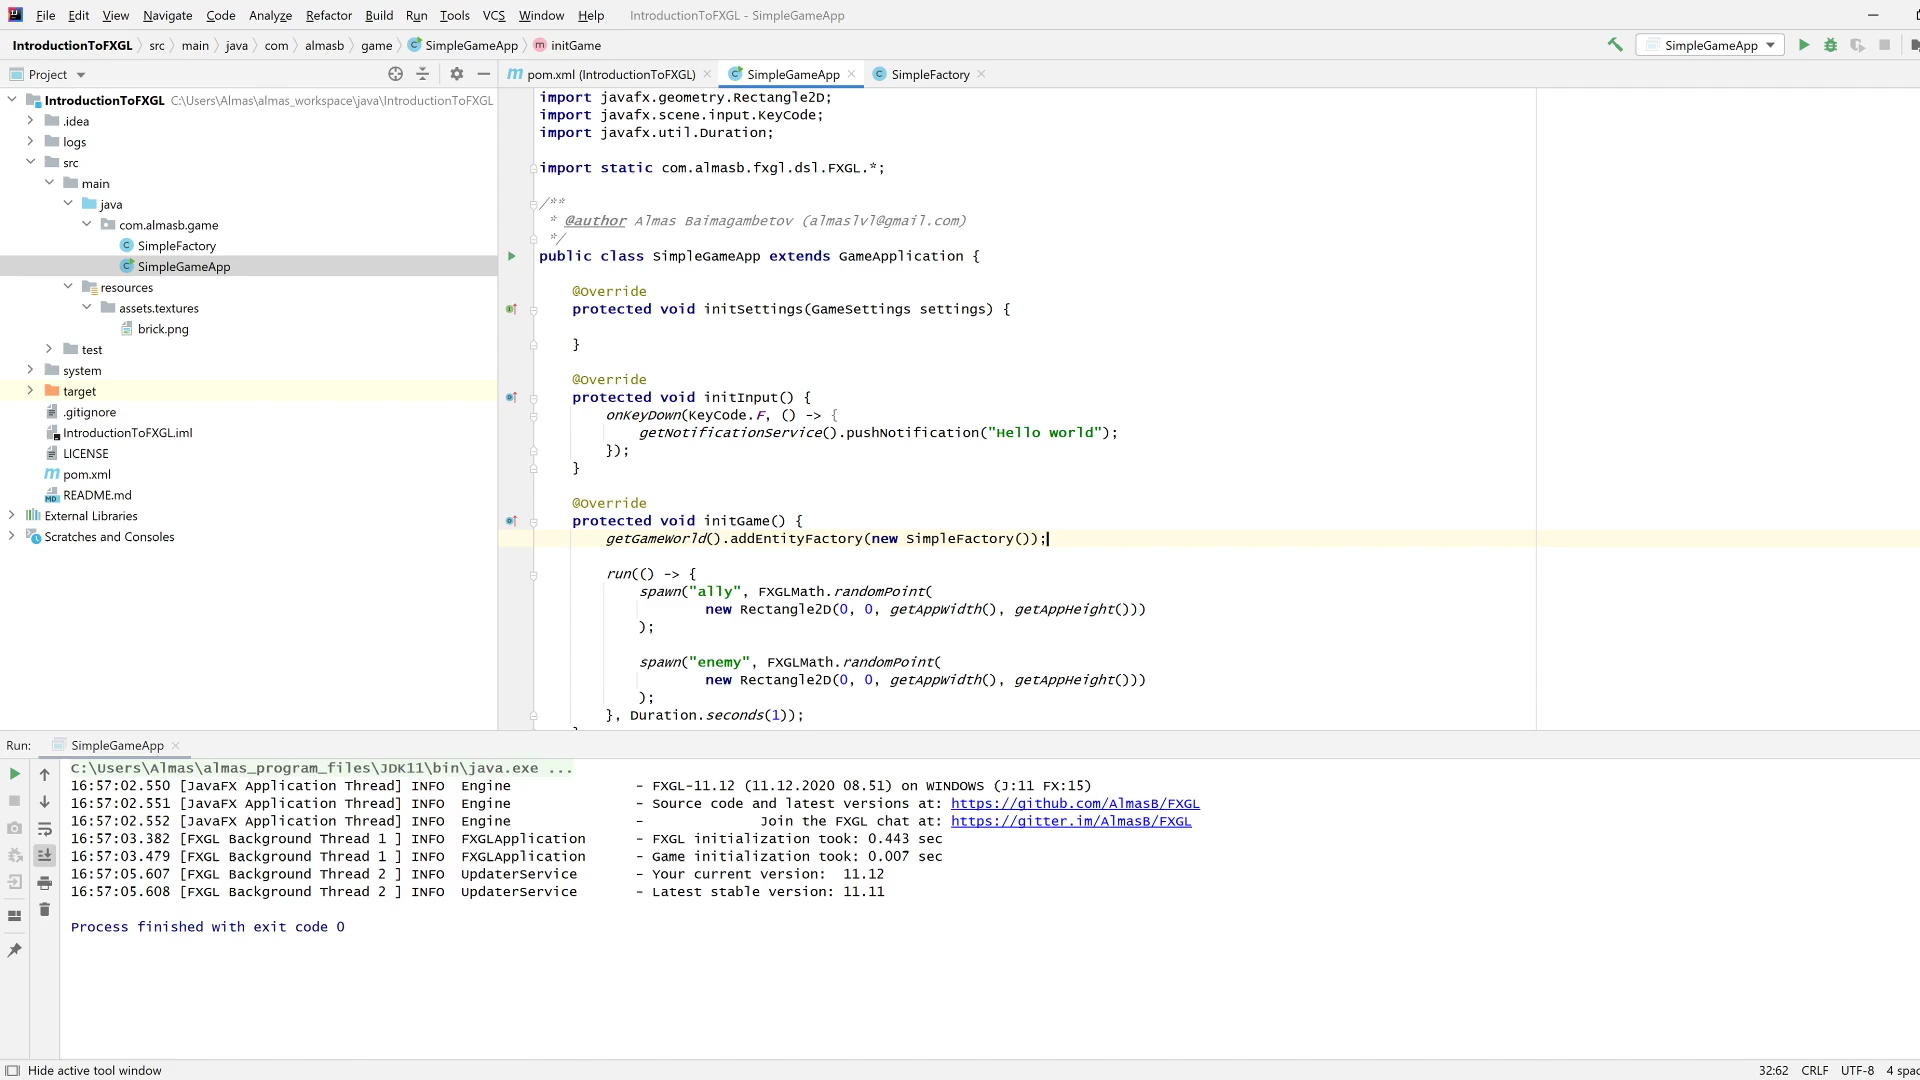 File Edit View Navigate Code Analyze Refactor Build Run Tools VCS Window Help IntroductionToFXGL - SimpleGameApp
IntroductionToFXGL src main java com almasb game SimpleGameApp initGame
SimpleGameApp
Project
pom.xml (IntroductionToFXGL) SimpleGameApp SimpleFactory
IntroductionToFXGL C:\Users\Almas\almas_workspace\java\IntroductionToFXGL
.idea
logs
src
main
java
com.almasb.game
SimpleFactory
SimpleGameApp
resources
assets.textures
brick.png
test
system
target
.gitignore
IntroductionToFXGL.iml
LICENSE
pom.xml
README.md
External Libraries
Scratches and Consoles
import javafx.geometry.Rectangle2D;
import javafx.scene.input.KeyCode;
import javafx.util.Duration;
import static com.almasb.fxgl.dsl.FXGL.*;
/**
* @author Almas Baimagambetov (almaslvl@gmail.com)
*/
public class SimpleGameApp extends GameApplication {
@Override
protected void initSettings(GameSettings settings) {
}
@Override
protected void initInput() {
onKeyDown(KeyCode.F, () -> {
getNotificationService().pushNotification("Hello world");
});
}
@Override
protected void initGame() {
getGameWorld().addEntityFactory(new SimpleFactory());
run(() -> {
spawn("ally", FXGLMath.randomPoint(
new Rectangle2D(0, 0, getAppWidth(), getAppHeight()))
);
spawn("enemy", FXGLMath.randomPoint(
new Rectangle2D(0, 0, getAppWidth(), getAppHeight()))
);
}, Duration.seconds(1));
Run: SimpleGameApp
C:\Users\Almas\almas_program_files\JDK11\bin\java.exe ...
16:57:02.550 [JavaFX Application Thread] INFO Engine - FXGL-11.12 (11.12.2020 08.51) on WINDOWS (J:11 FX:15)
16:57:02.551 [JavaFX Application Thread] INFO Engine - Source code and latest versions at: https://github.com/AlmasB/FXGL
16:57:02.552 [JavaFX Application Thread] INFO Engine - Join the FXGL chat at: https://gitter.im/AlmasB/FXGL
16:57:03.382 [FXGL Background Thread 1 ] INFO FXGLApplication - FXGL initialization took: 0.443 sec
16:57:03.479 [FXGL Background Thread 1 ] INFO FXGLApplication - Game initialization took: 0.007 sec
16:57:05.607 [FXGL Background Thread 2 ] INFO UpdaterService - Your current version: 11.12
16:57:05.608 [FXGL Background Thread 2 ] INFO UpdaterService - Latest stable version: 11.11
Process finished with exit code 0
Hide active tool window 32:62 CRLF UTF-8 4 spac